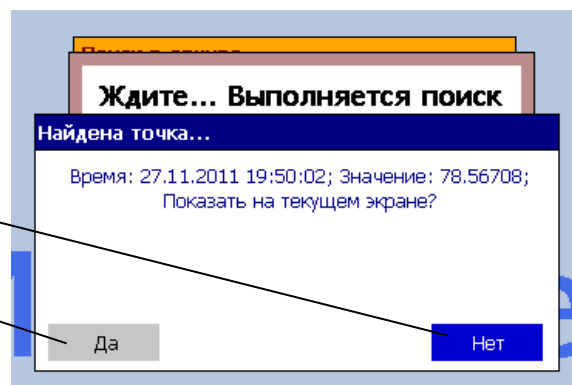 Ждите... Выполняется поиск
Найдена точка...
Время: 27.11.2011 19:50:02; Значение: 78.56708;
Показать на текущем экране?
Да
Нет